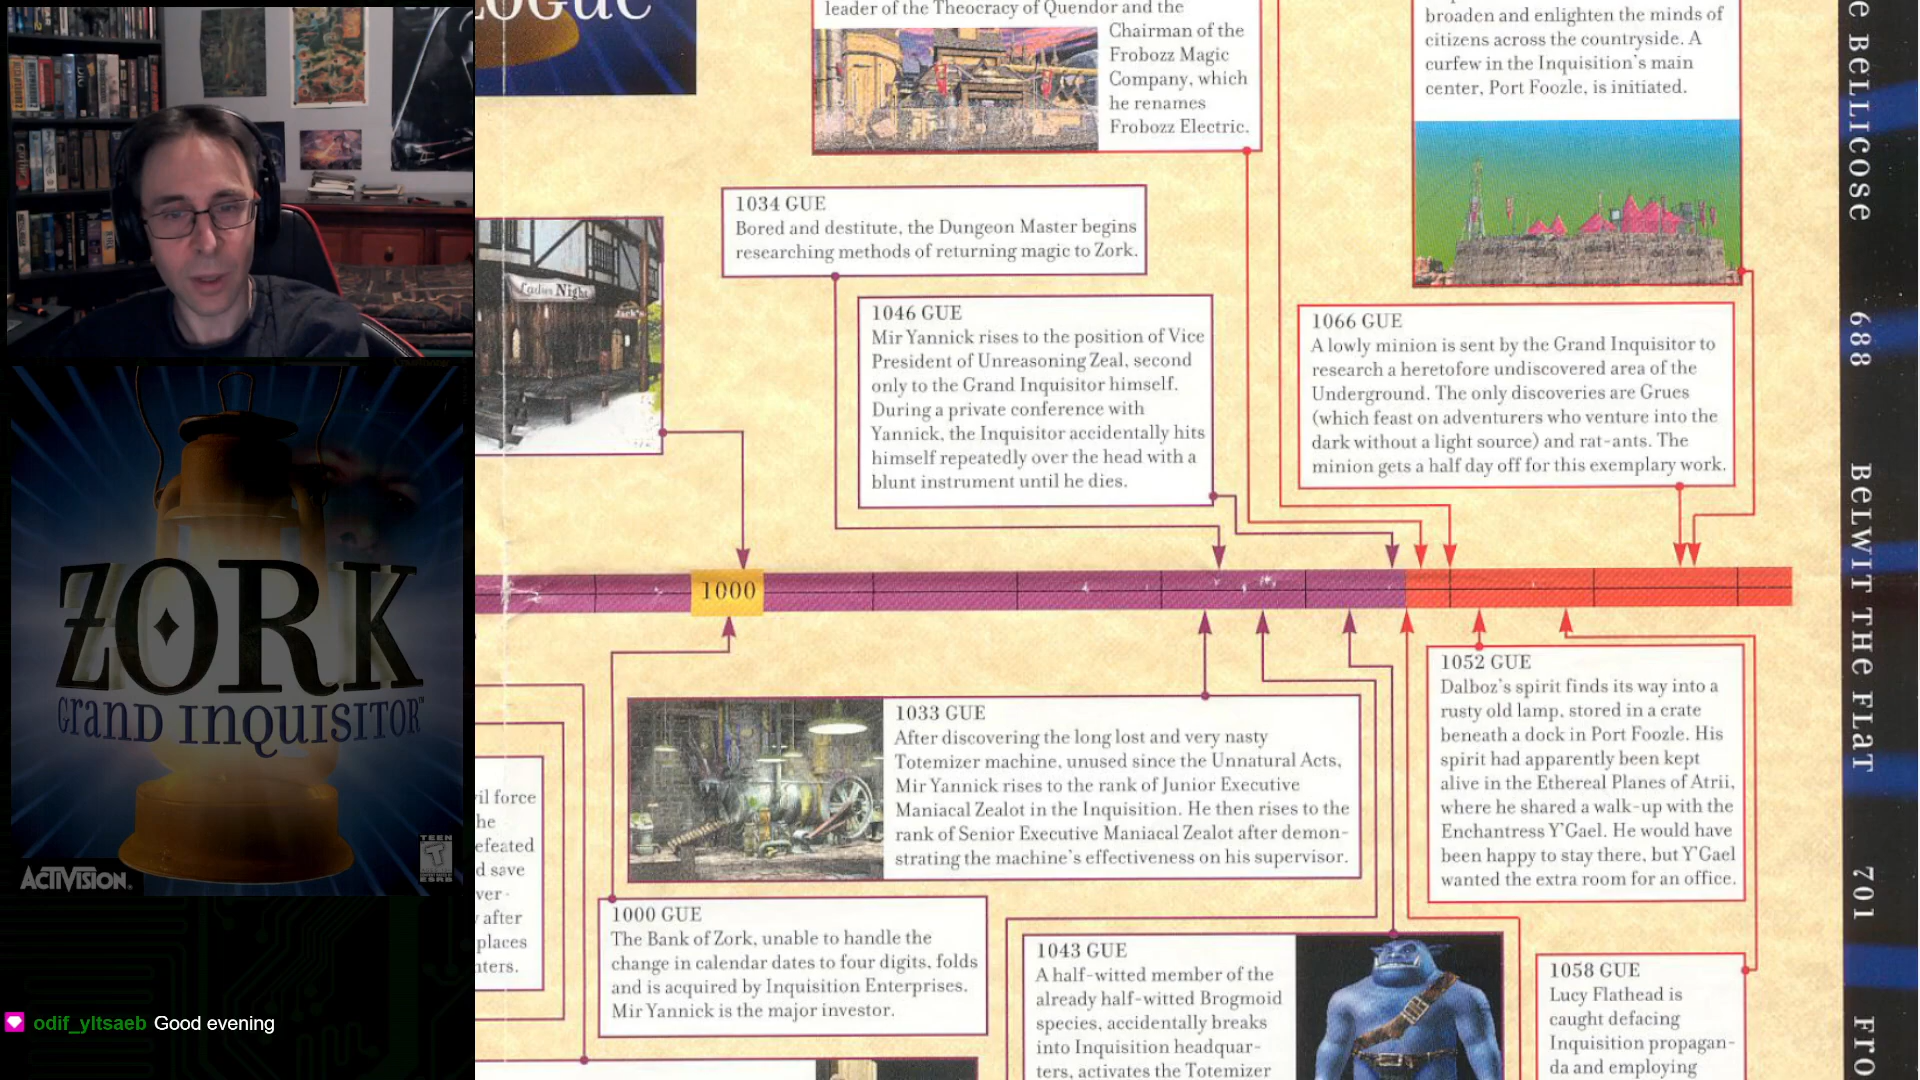 leader of the Theocracy of Quendor and the
Chairman of the
Frobozz Magic
Company, which
he renames
Frobozz Electric.
broaden and enlighten the minds of
citizens across the countryside. A
curfew in the Inquisition's main
center, Port Foozle, is initiated.
1034 GUE
Bored and destitute, the Dungeon Master begins
researching methods of returning magic to Zork.
Ladies Night
Jack's
1046 GUE
Mir Yannick rises to the position of Vice
President of Unreasoning Zeal, second
only to the Grand Inquisitor himself.
During a private conference with
Yannick, the Inquisitor accidentally hits
himself repeatedly over the head with a
blunt instrument until he dies.
1066 GUE
A lowly minion is sent by the Grand Inquisitor to
research a heretofore undiscovered area of the
Underground. The only discoveries are Grues
(which feast on adventurers who venture into the
dark without a light source) and rat-ants. The
minion gets a half day off for this exemplary work.
1000
1052 GUE
Dalboz's spirit finds its way into a
rusty old lamp, stored in a crate
beneath a dock in Port Foozle. His
spirit had apparently been kept
alive in the Ethereal Planes of Atrii,
where he shared a walk-up with the
Enchantress Y'Gael. He would have
been happy to stay there, but Y'Gael
wanted the extra room for an office.
1033 GUE
After discovering the long lost and very nasty
Totemizer machine, unused since the Unnatural Acts,
Mir Yannick rises to the rank of Junior Executive
Maniacal Zealot in the Inquisition. He then rises to the
rank of Senior Executive Maniacal Zealot after demon-
strating the machine's effectiveness on his supervisor.
il force
he
efeated
d save
ver-
after
places
nters.
1000 GUE
The Bank of Zork, unable to handle the
change in calendar dates to four digits, folds
and is acquired by Inquisition Enterprises.
Mir Yannick is the major investor.
1043 GUE
A half-witted member of the
already half-witted Brogmoid
species, accidentally breaks
into Inquisition headquar-
ters, activates the Totemizer
1058 GUE
Lucy Flathead is
caught defacing
Inquisition propagan-
da and employing
e BELLICOSE 688 BELWIT THE FLAT 701 Fro
ZORK
GRAND INQUISITOR™
ACTIVISION.
TEEN
T
ESRB
odif_yltsaeb Good evening